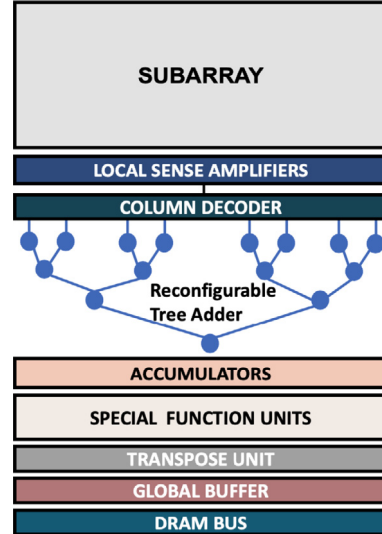 SUBARRAY
LOCAL SENSE AMPLIFIERS
COLUMN DECODER
Reconfigurable
Tree Adder
ACCUMULATORS
SPECIAL FUNCTION UNITS
TRANSPOSE UNIT
GLOBAL BUFFER
DRAM BUS